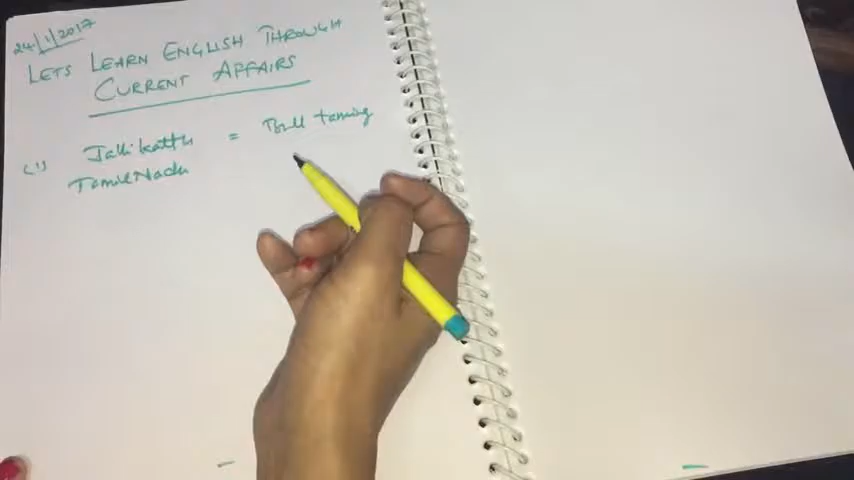 24/1/2017
LETS LEARN ENGLISH THROUGH
CURRENT AFFAIRS
(1) Jallikattu = Bull taming
TamilNadu